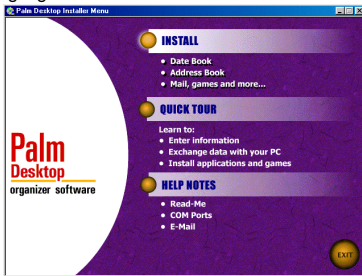 Palm Desktop Installer Menu
INSTALL
• Date Book
• Address Book
• Mail, games and more...
QUICK TOUR
Learn to:
• Enter information
• Exchange data with your PC
• Install applications and games
Palm
Desktop
organizer software
HELP NOTES
• Read-Me
• COM Ports
• E-Mail
EXIT